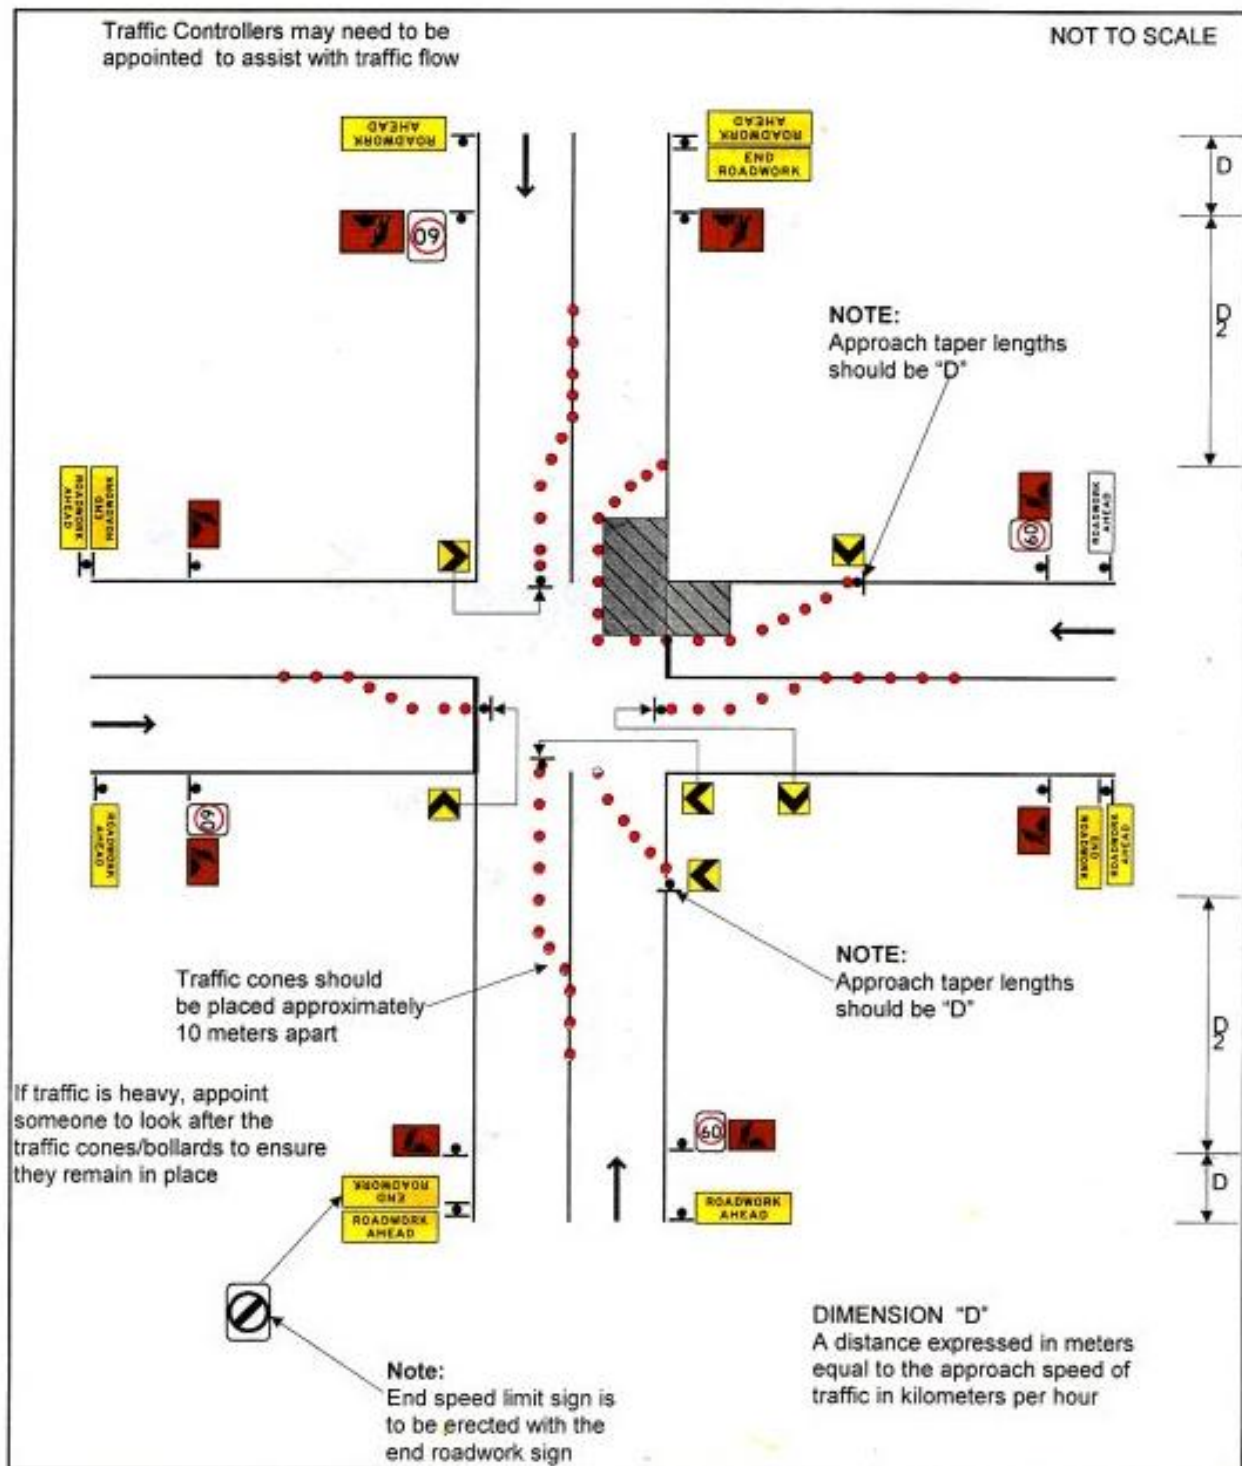 Traffic Controllers may need to be
appointed to assist with traffic flow
NOT TO SCALE
ROADWORK
AHEAD
ROADWORK
AHEAD
END
ROADWORK
D
60
D
2
NOTE:
Approach taper lengths
should be "D"
ROADWORK
AHEAD
END
ROADWORK
60
ROADWORK
AHEAD
ROADWORK
AHEAD
60
END
ROADWORK
ROADWORK
AHEAD
NOTE:
Approach taper lengths
should be "D"
Traffic cones should
be placed approximately
10 meters apart
D
2
If traffic is heavy, appoint
someone to look after the
traffic cones/bollards to ensure
they remain in place
60
D
END
ROADWORK
ROADWORK
AHEAD
ROADWORK
AHEAD
DIMENSION "D"
A distance expressed in meters
equal to the approach speed of
traffic in kilometers per hour
Note:
End speed limit sign is
to be erected with the
end roadwork sign